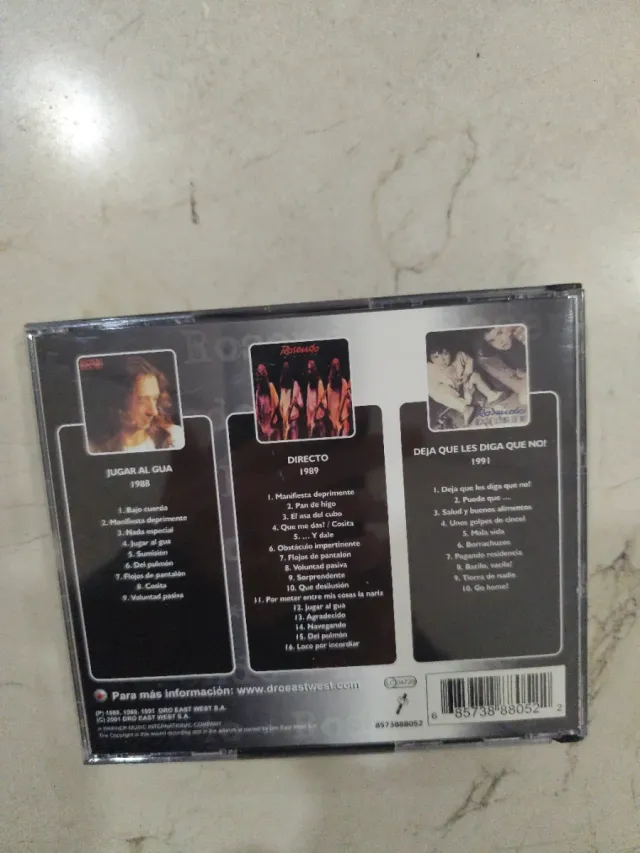 Rosendo
JUGAR AL GUA
1988
1. Bajo cuerda
2. Manifiesta deprimente
3. Nada especial
4. Jugar al gua
5. Sumisión
6. Del pulmón
7. Flojos de pantalón
8. Cosita
9. Voluntad pasiva
DIRECTO
1989
1. Manifiesta deprimente
2. Pan de higo
3. El asa del cubo
4. Que me das! / Cosita
5. ... Y dale
6. Obstáculo impertinente
7. Flojos de pantalón
8. Voluntad pasiva
9. Sorprendente
10. Que desilusión
11. Por meter entre mis cosas la nariz
12. Jugar al gua
13. Agradecido
14. Navegando
15. Del pulmón
16. Loco por incordiar
DEJA QUE LES DIGA QUE NO!
1991
1. Deja que les diga que no!
2. Puede que ...
3. Salud y buenos alimentos
4. Unos golpes de cincel
5. Mala vida
6. Borrachuzos
7. Pagando residencia
8. Bacilo, vacila!
9. Tierra de nadie
10. Go home!
Para más información: www.droeastwest.com
(P) 1988, 1989, 1991 DRO EAST WEST S.A.
(C) 2001 DRO EAST WEST S.A.
A WARNER MUSIC INTERNATIONAL COMPANY
8573888052
6 85738 88052 2